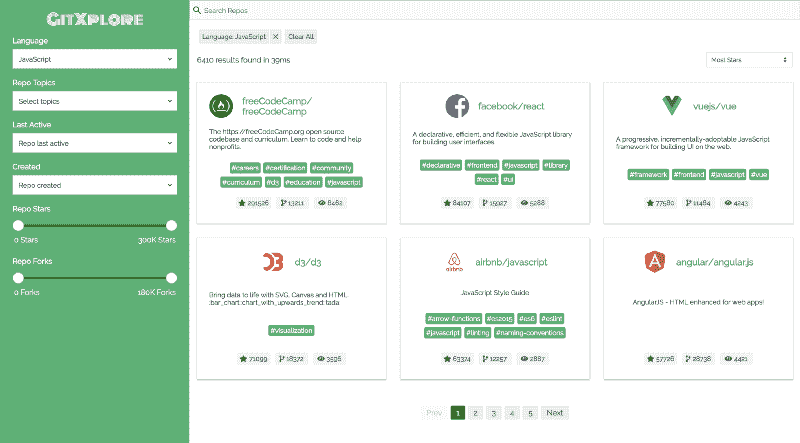 GitXplore
Language
JavaScript
Repo Topics
Select topics
Last Active
Repo last active
Created
Repo created
Repo Stars
0 Stars 300K Stars
Repo Forks
0 Forks 180K Forks
Search Repos
Language: JavaScript × Clear All
6410 results found in 39ms
Most Stars
freeCodeCamp/
freeCodeCamp
The https://freeCodeCamp.org open source
codebase and curriculum. Learn to code and help
nonprofits.
#careers #certification #community
#curriculum #d3 #education #javascript
291526 13211 8462
facebook/react
A declarative, efficient, and flexible JavaScript library
for building user interfaces.
#declarative #frontend #javascript #library
#react #ui
84107 15927 5288
vuejs/vue
A progressive, incrementally-adoptable JavaScript
framework for building UI on the web.
#framework #frontend #javascript #vue
77580 11464 4243
d3/d3
Bring data to life with SVG, Canvas and HTML.
:bar_chart::chart_with_upwards_trend::tada:
#visualization
71099 18372 3596
airbnb
airbnb/javascript
JavaScript Style Guide
#arrow-functions #es2015 #es6 #eslint
#javascript #linting #naming-conventions
63374 12257 2887
angular/angular.js
AngularJS - HTML enhanced for web apps!
57726 28738 4421
Prev 1 2 3 4 5 Next